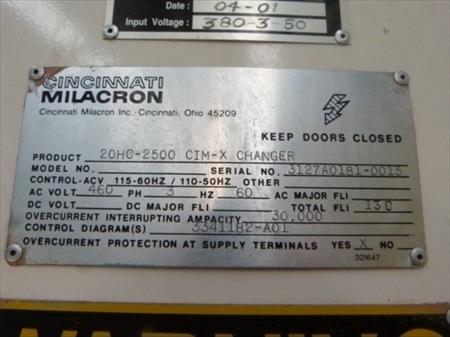 Date: 04-01
Input Voltage: 380-3-50
CINCINNATI
MILACRON
Cincinnati Milacron Inc. · Cincinnati, Ohio 45209
KEEP DOORS CLOSED
PRODUCT 20HC-2500 CIM-X CHANGER
MODEL NO. SERIAL NO. 3127A0181-0015
CONTROL-ACV 115-60HZ / 110-50HZ OTHER
AC VOLT 460 PH 3 HZ 60 AC MAJOR FLI
DC VOLT DC MAJOR FLI TOTAL FLI 130
OVERCURRENT INTERRUPTING AMPACITY 30,000
CONTROL DIAGRAM(S) 3341182-A01
OVERCURRENT PROTECTION AT SUPPLY TERMINALS YES X NO
321647
WARNING